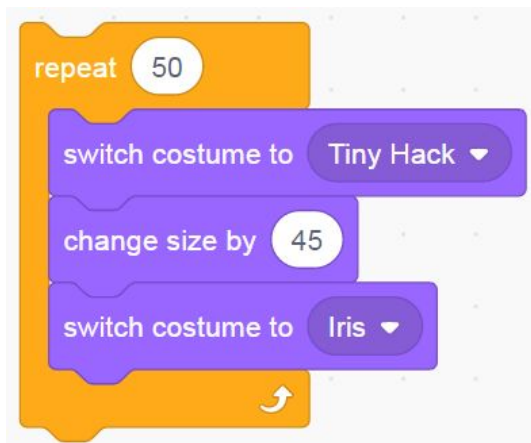 repeat 50
switch costume to Tiny Hack
change size by 45
switch costume to Iris